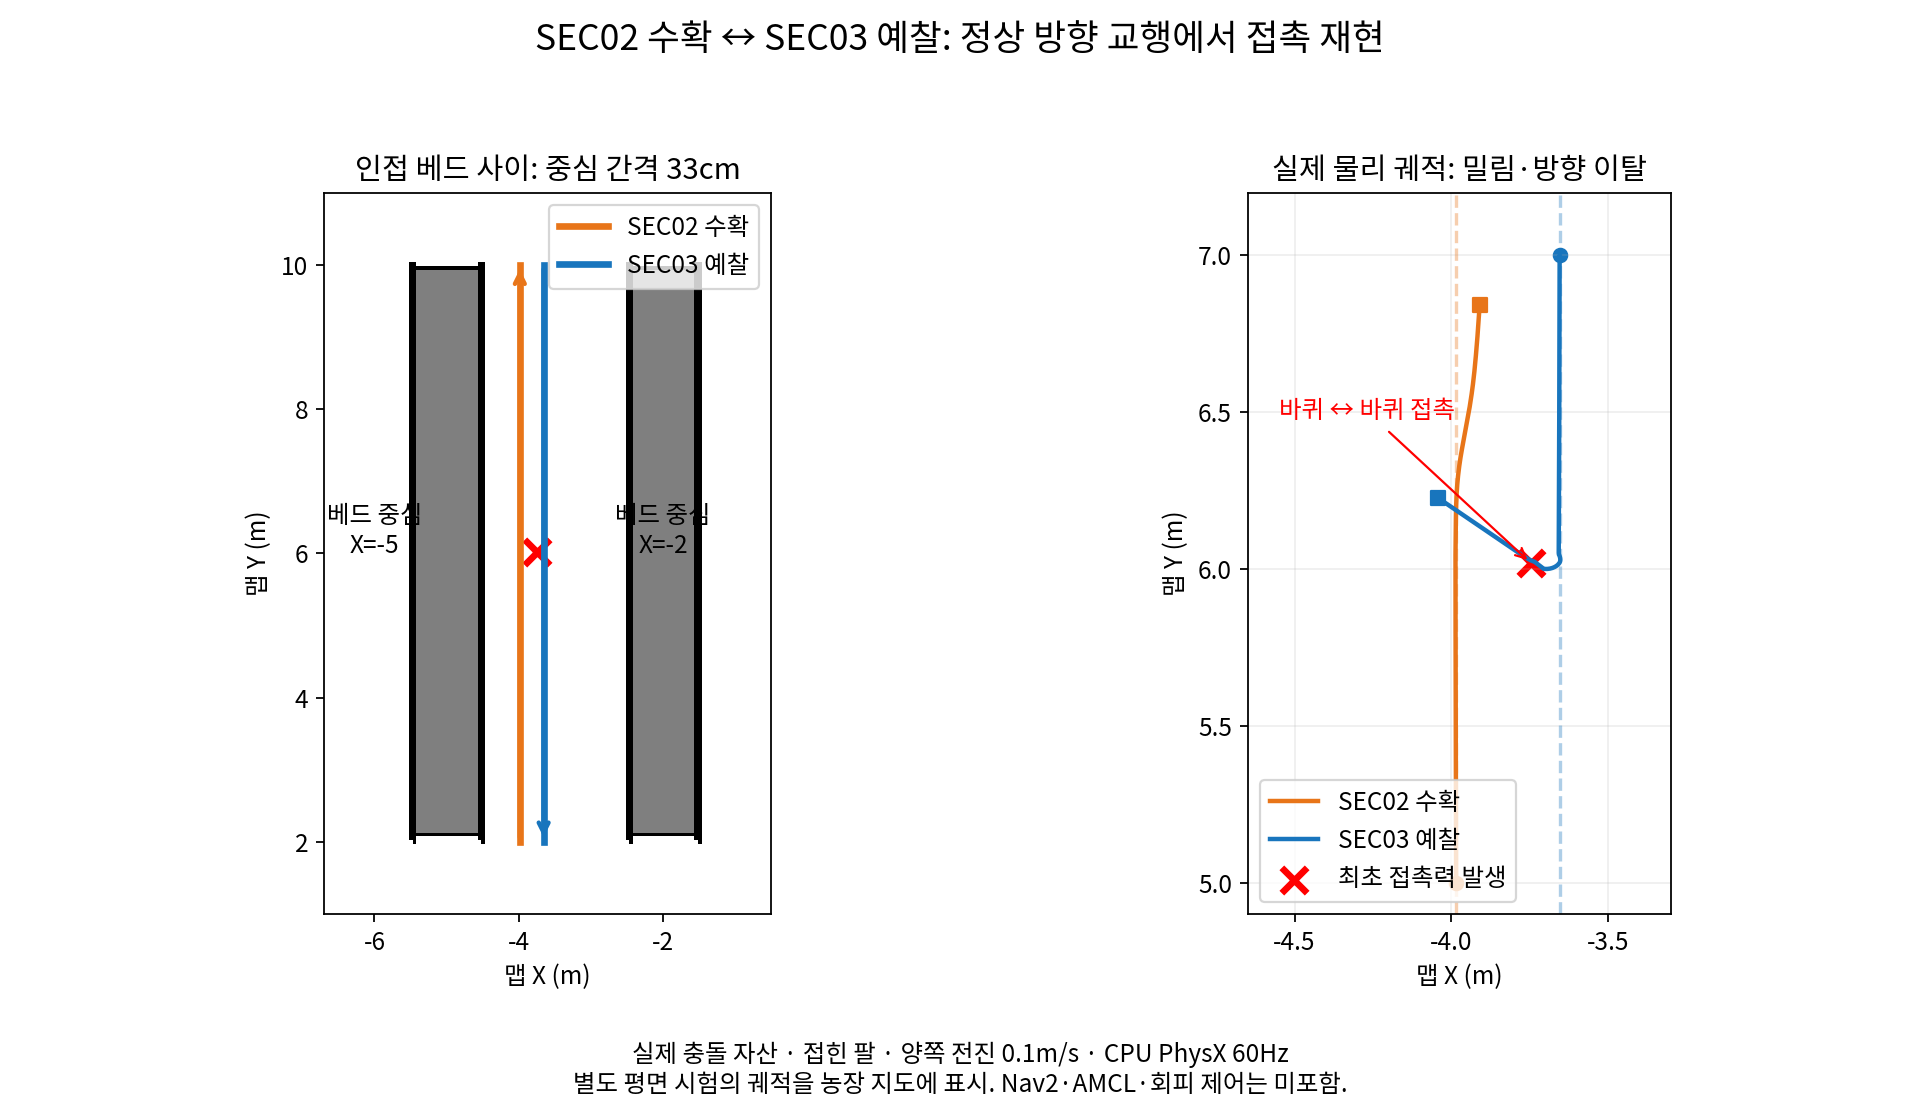 SEC02 수확 ↔ SEC03 예찰: 정상 방향 교행에서 접촉 재현
인접 베드 사이: 중심 간격 33cm
SEC02 수확
SEC03 예찰
베드 중심
X=-5
베드 중심
X=-2
10
8
6
4
2
맵 Y (m)
-6
-4
-2
맵 X (m)
실제 물리 궤적: 밀림·방향 이탈
바퀴 ↔ 바퀴 접촉
SEC02 수확
SEC03 예찰
최초 접촉력 발생
7.0
6.5
6.0
5.5
5.0
맵 Y (m)
-4.5
-4.0
-3.5
맵 X (m)
실제 충돌 자산 · 접힌 팔 · 양쪽 전진 0.1m/s · CPU PhysX 60Hz
별도 평면 시험의 궤적을 농장 지도에 표시. Nav2·AMCL·회피 제어는 미포함.